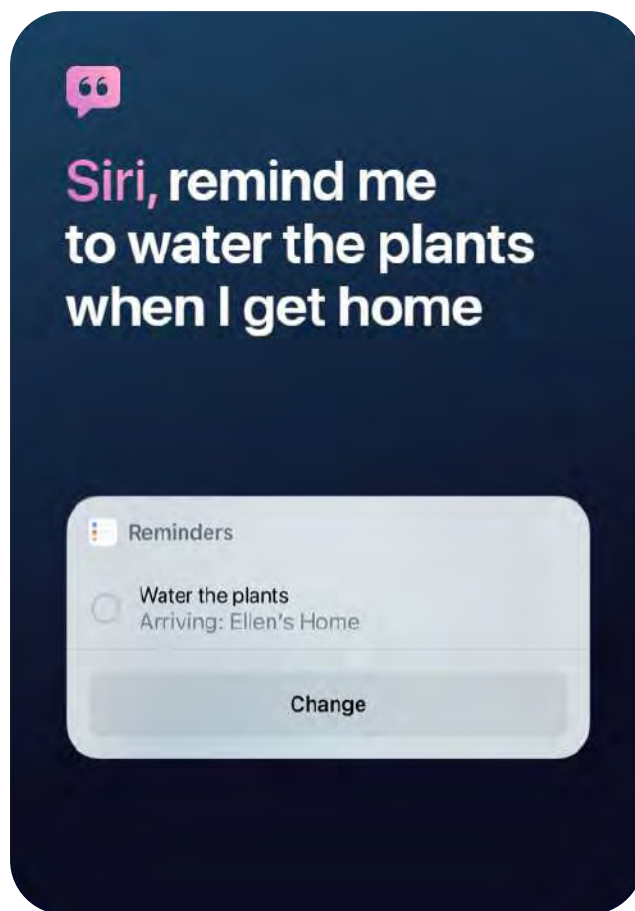 Siri, remind me
to water the plants
when I get home
Reminders
Water the plants
Arriving: Ellen's Home
Change